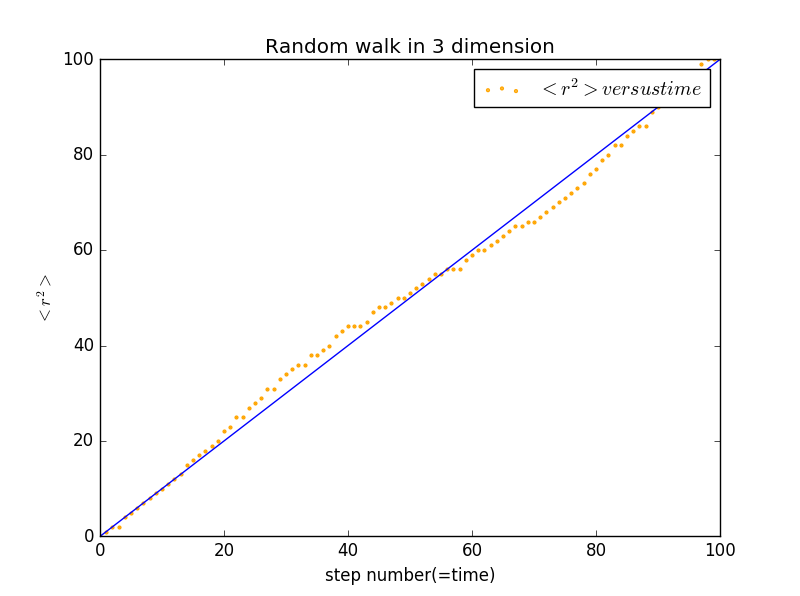 Random walk in 3 dimension
< r² > versustime
100
80
60
40
20
0
< r² >
0 20 40 60 80 100
step number(=time)